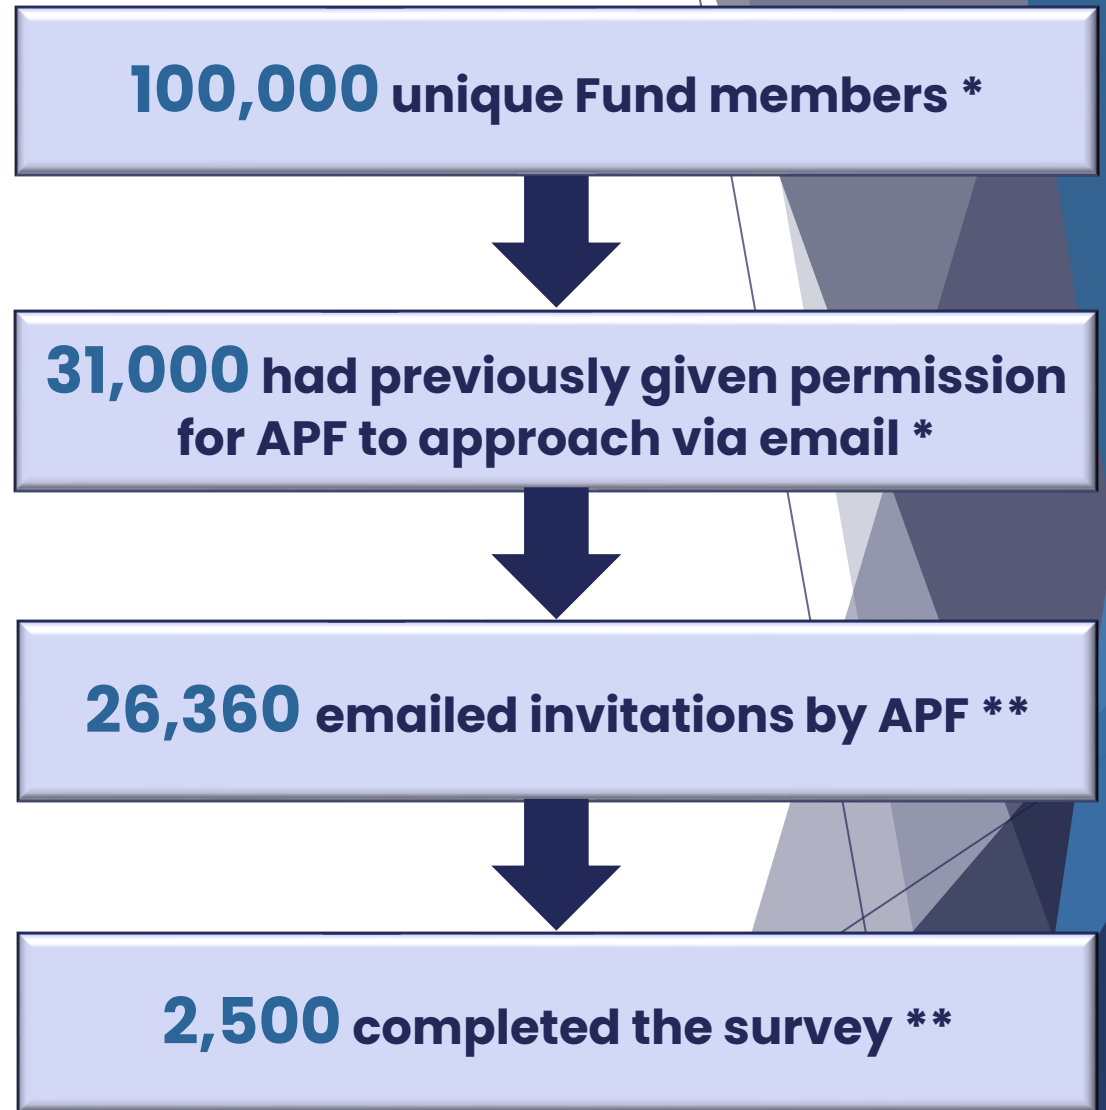 100,000 unique Fund members *
31,000 had previously given permission
for APF to approach via email *
26,360 emailed invitations by APF **
2,500 completed the survey **